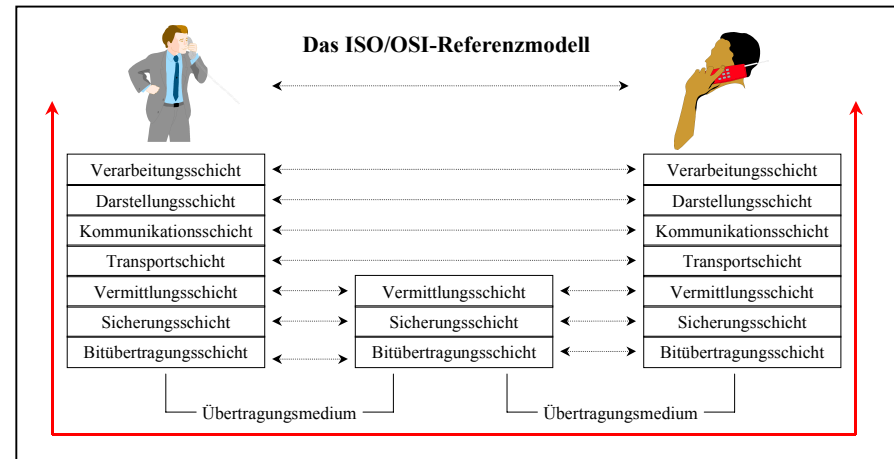 Das ISO/OSI-Referenzmodell
Verarbeitungsschicht
Verarbeitungsschicht
Darstellungsschicht
Darstellungsschicht
Kommunikationsschicht
Kommunikationsschicht
Transportschicht
Transportschicht
Vermittlungsschicht
Vermittlungsschicht
Vermittlungsschicht
Sicherungsschicht
Sicherungsschicht
Sicherungsschicht
Bitübertragungsschicht
Bitübertragungsschicht
Bitübertragungsschicht
Übertragungsmedium
Übertragungsmedium